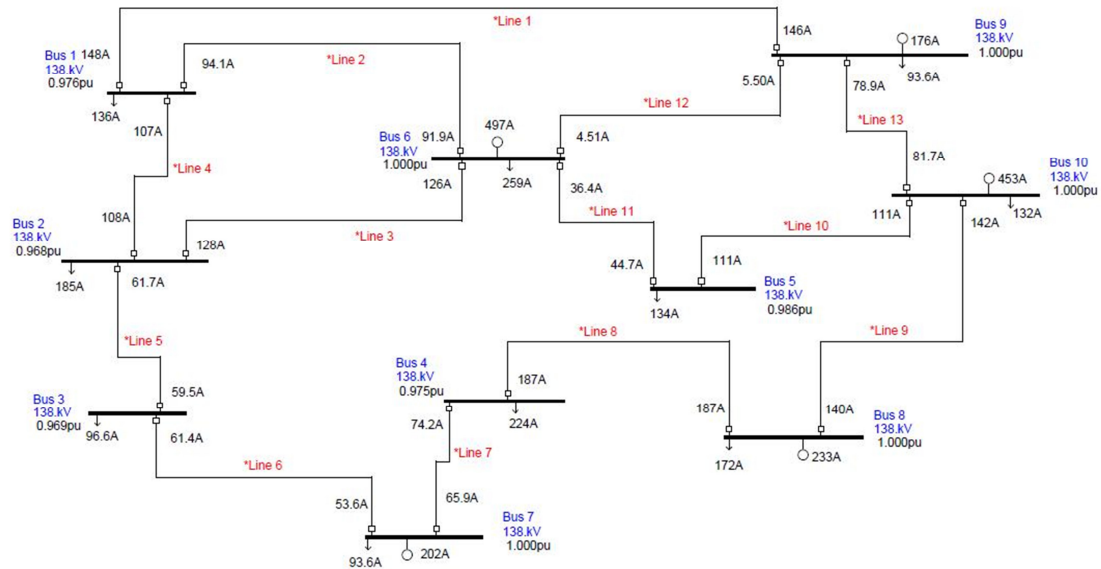 *Line 1
Bus 9
138.kV
1.000pu
146A
176A
Bus 1
138.kV
0.976pu
148A
94.1A
*Line 2
5.50A
78.9A
93.6A
136A
107A
*Line 12
*Line 13
Bus 6
138.kV
1.000pu
91.9A
497A
4.51A
*Line 4
126A
259A
36.4A
81.7A
Bus 10
138.kV
1.000pu
453A
108A
*Line 3
*Line 11
*Line 10
111A
142A
132A
Bus 2
138.kV
0.968pu
128A
185A
61.7A
44.7A
111A
Bus 5
138.kV
0.986pu
134A
*Line 5
*Line 8
*Line 9
Bus 4
138.kV
0.975pu
187A
59.5A
Bus 3
138.kV
0.969pu
96.6A
61.4A
74.2A
224A
187A
140A
Bus 8
138.kV
1.000pu
172A
233A
*Line 6
*Line 7
53.6A
65.9A
Bus 7
138.kV
1.000pu
93.6A
202A